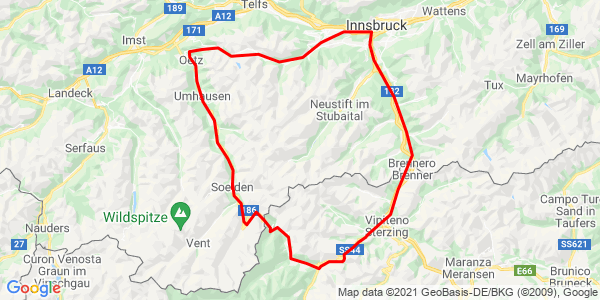 189
Telfs
A12
Wattens
Innsbruck
Imst
171
169
Oetz
Zell am Ziller
A12
Landeck
Umhausen
182
Tux
Mayrhofen
Neustift im
Stubaital
Serfaus
Brennero
Brenner
Soelden
Wildspitze
186
Campo Tur
Sand in
Taufers
Nauders
Vipiteno
Sterzing
27
Vent
SS44
SS621
Curon Venosta
Graun im
Vinschgau
Maranza
Meransen
E66
Brunico
Bruneck
Google
Map data ©2021 GeoBasis-DE/BKG (©2009), Google